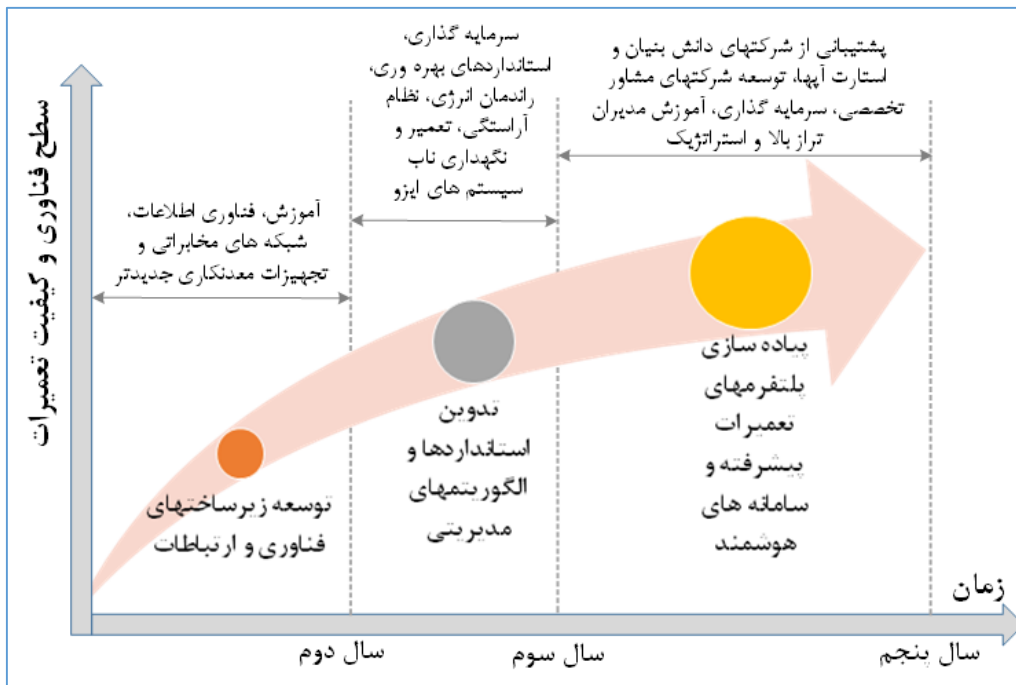 پشتیبانی از شرکتهای دانش بنیان و
استارت آپها، توسعه شرکتهای مشاور
تخصصی، سرمایه گذاری، آموزش مدیران
تراز بالا و استراتژیک
سرمایه گذاری،
استانداردهای بهره وری،
راندمان انرژی، نظام
آراستگی، تعمیر و
نگهداری ناب
سیستم های ایزو
آموزش، فناوری اطلاعات،
شبکه های مخابراتی و
تجهیزات معدنکاری جدیدتر
سطح فناوری و کیفیت تعمیرات
توسعه زیرساختهای
فناوری و ارتباطات
تدوین
استانداردها و
الگوریتمهای
مدیریتی
پیاده سازی
پلتفرمهای
تعمیرات
پیشرفته و
سامانه های
هوشمند
زمان
سال دوم
سال سوم
سال پنجم